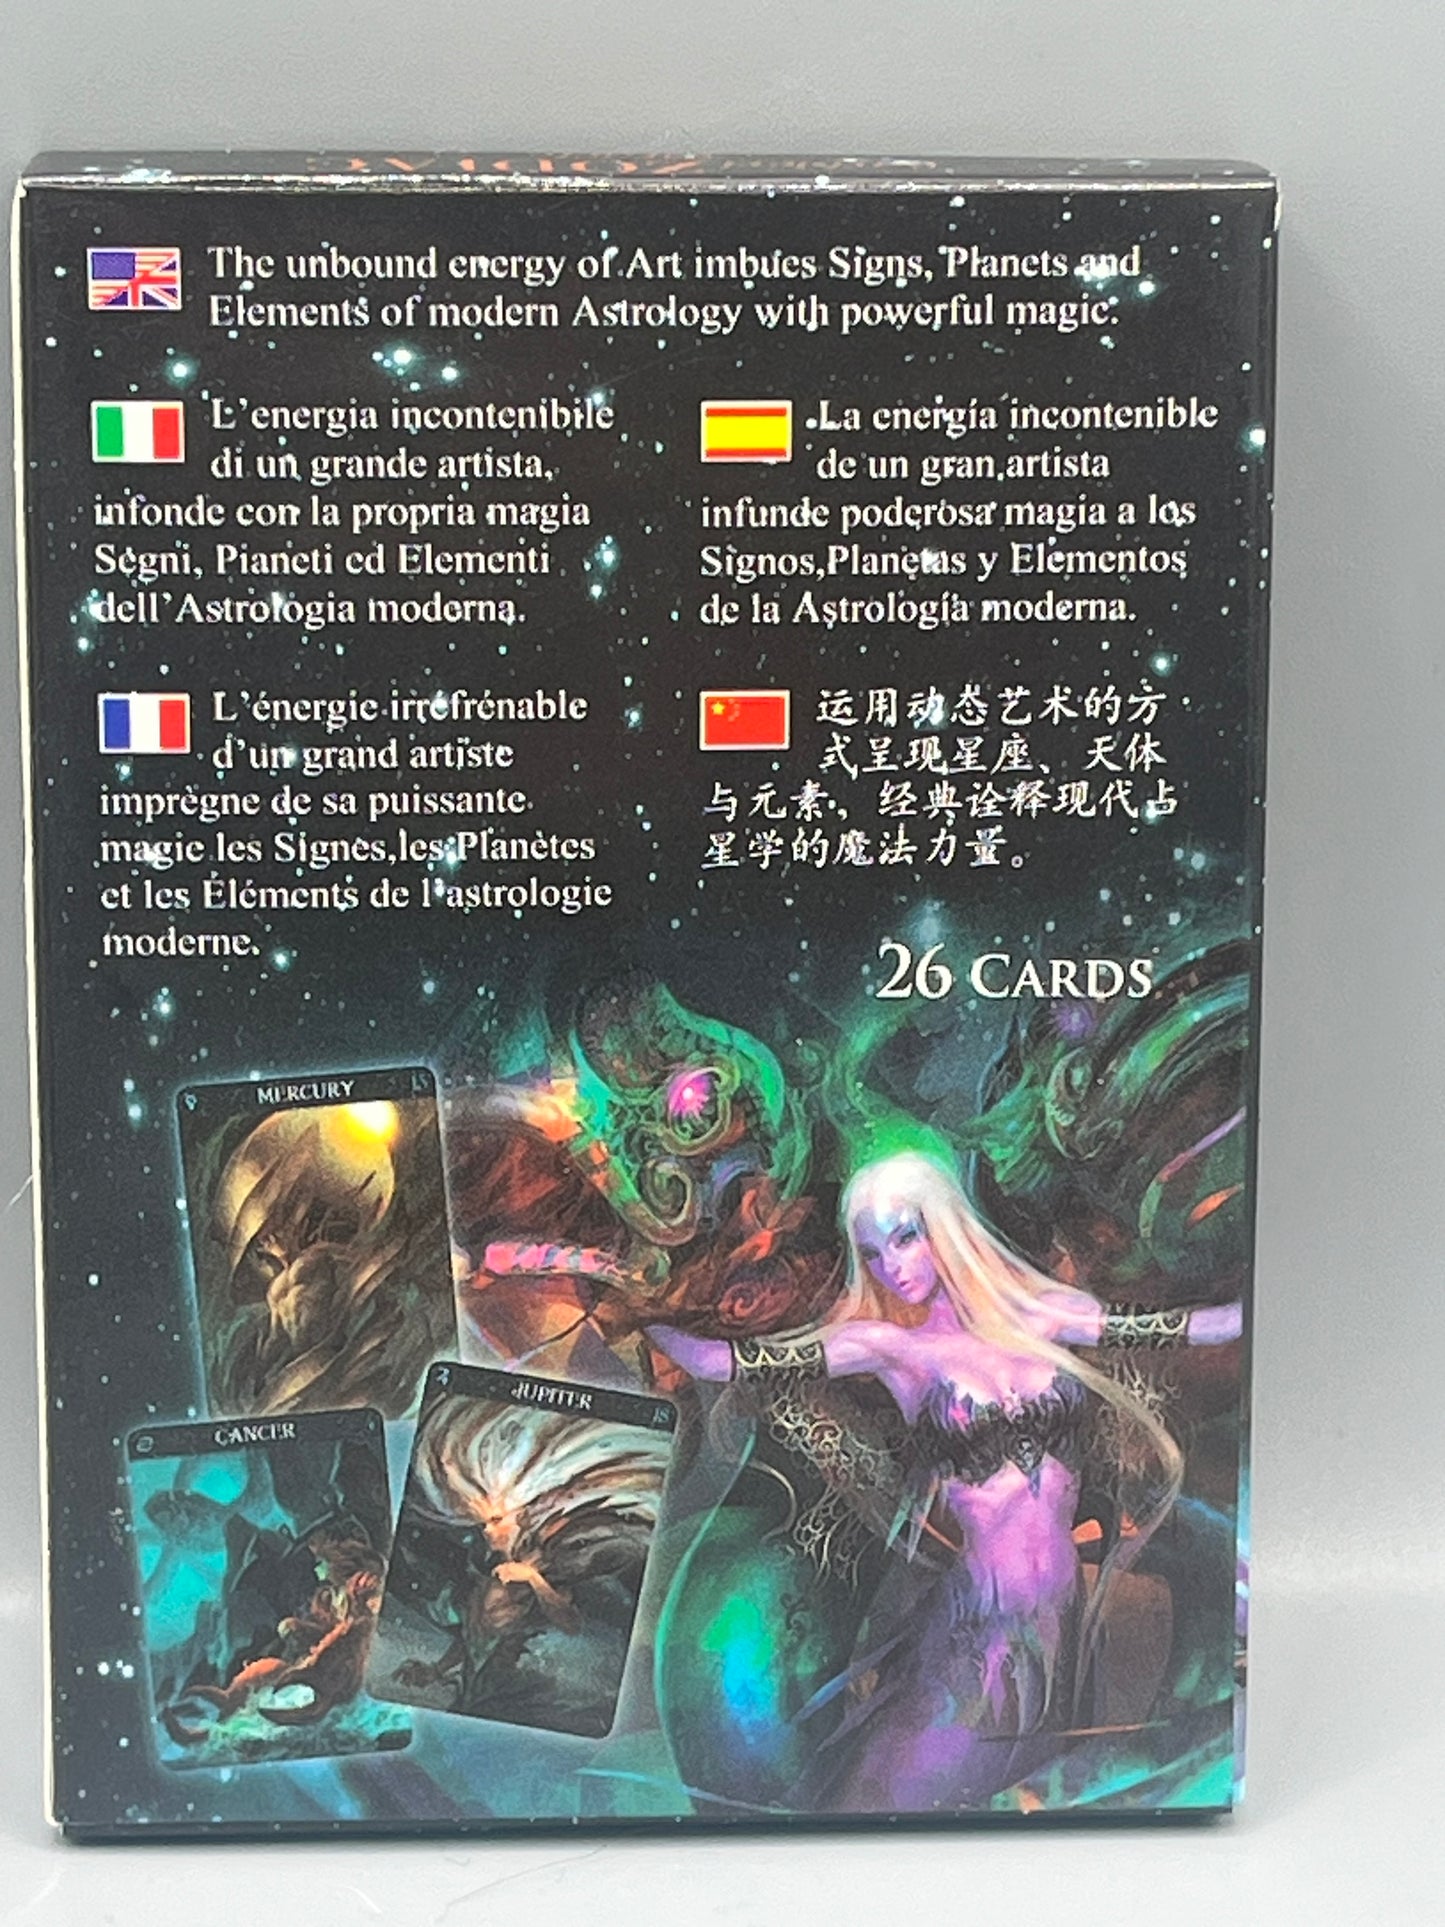 ZODIAC
The unbound energy of Art imbues Signs, Planets and
Elements of modern Astrology with powerful magic.
L'energia incontenibile
di un grande artista,
infonde con la propria magia
Segni, Pianeti ed Elementi
dell'Astrologia moderna.
La energía incontenible
de un gran artista
infunde poderosa magia a los
Signos,Planetas y Elementos
de la Astrología moderna.
L'énergie irréfrénable
d'un grand artiste
imprègne de sa puissante
magie les Signes,les Planètes
et les Éléments de l'astrologie
moderne.
运用动态艺术的方
式呈现星座、天体
与元素，经典诠释现代占
星学的魔法力量。
26 CARDS
MERCURY
JUPITER
CANCER